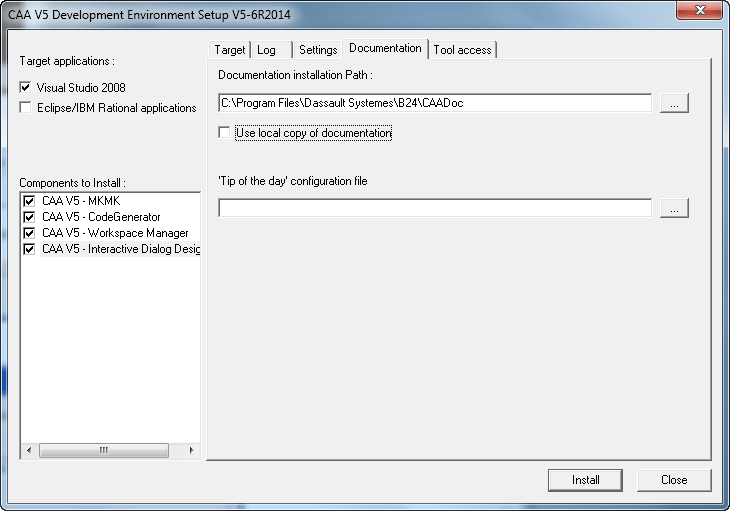 CAA V5 Development Environment Setup V5-6R2014
Target applications :
Visual Studio 2008
Eclipse/IBM Rational applications
Components to Install :
CAA V5 - MKMK
CAA V5 - CodeGenerator
CAA V5 - Workspace Manager
CAA V5 - Interactive Dialog Desig
Target
Log
Settings
Documentation
Tool access
Documentation installation Path :
C:\Program Files\Dassault Systemes\B24\CAADoc
...
Use local copy of documentation
'Tip of the day' configuration file
...
Install
Close